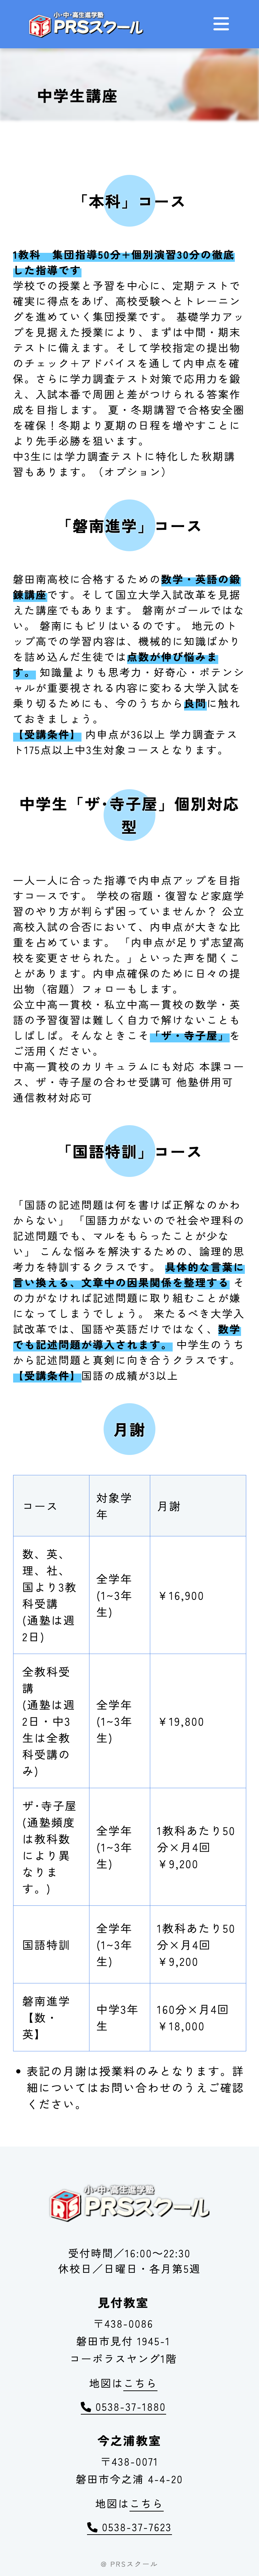 小・中・高生進学塾
PRSスクール
中学生講座
「本科」コース
1教科　集団指導50分＋個別演習30分の徹底
した指導です
学校での授業と予習を中心に、定期テストで
確実に得点をあげ、高校受験へとトレーニン
グを進めていく集団授業です。 基礎学力アッ
プを見据えた授業により、まずは中間・期末
テストに備えます。そして学校指定の提出物
のチェック＋アドバイスを通して内申点を確
保。さらに学力調査テスト対策で応用力を鍛
え、入試本番で周囲と差がつけられる答案作
成を目指します。 夏・冬期講習で合格安全圏
を確保！冬期より夏期の日程を増やすことに
より先手必勝を狙います。
中3生には学力調査テストに特化した秋期講
習もあります。（オプション）
「磐南進学」コース
磐田南高校に合格するための数学・英語の鍛
錬講座です。そして国立大学入試改革を見据
えた講座でもあります。 磐南がゴールではな
い。 磐南にもビリはいるのです。 地元のト
ップ高での学習内容は、機械的に知識ばかり
を詰め込んだ生徒では点数が伸び悩みま
す。 知識量よりも思考力・好奇心・ポテンシ
ャルが重要視される内容に変わる大学入試を
乗り切るためにも、今のうちから良問に触れ
ておきましょう。
【受講条件】 内申点が36以上 学力調査テス
ト175点以上中3生対象コースとなります。
中学生「ザ･寺子屋」個別対応
型
一人一人に合った指導で内申点アップを目指
すコースです。 学校の宿題・復習など家庭学
習のやり方が判らず困っていませんか？ 公立
高校入試の合否において、内申点が大きな比
重を占めています。 「内申点が足りず志望高
校を変更させられた。」といった声を聞くこ
とがあります。内申点確保のために日々の提
出物（宿題）フォローもします。
公立中高一貫校・私立中高一貫校の数学・英
語の予習復習は難しく自力で解けないことも
しばしば。そんなときこそ「ザ・寺子屋」を
ご活用ください。
中高一貫校のカリキュラムにも対応 本課コー
ス、ザ・寺子屋の合わせ受講可 他塾併用可
通信教材対応可
「国語特訓」コース
「国語の記述問題は何を書けば正解なのかわ
からない」 「国語力がないので社会や理科の
記述問題でも、マルをもらったことが少な
い」 こんな悩みを解決するための、論理的思
考力を特訓するクラスです。 具体的な言葉に
言い換える、文章中の因果関係を整理する そ
の力がなければ記述問題に取り組むことが嫌
になってしまうでしょう。 来たるべき大学入
試改革では、国語や英語だけではなく、数学
でも記述問題が導入されます。 中学生のうち
から記述問題と真剣に向き合うクラスです。
【受講条件】国語の成績が3以上
月謝
コース
対象学
年
月謝
数、英、
理、社、
国より3教
科受講
(通塾は週
2日)
全学年
(1~3年
生)
￥16,900
全教科受
講
(通塾は週
2日・中3
生は全教
科受講の
み)
全学年
(1~3年
生)
￥19,800
ザ･寺子屋
(通塾頻度
は教科数
により異
なりま
す。)
全学年
(1~3年
生)
1教科あたり50
分×月4回
￥9,200
国語特訓
全学年
(1~3年
生)
1教科あたり50
分×月4回
￥9,200
磐南進学
【数・
英】
中学3年
生
160分×月4回
￥18,000
• 表記の月謝は授業料のみとなります。詳
細についてはお問い合わせのうえご確認
ください。
小・中・高生進学塾
PRSスクール
受付時間／16:00〜22:30
休校日／日曜日・各月第5週
見付教室
〒438-0086
磐田市見付 1945-1
コーポラスヤング1階
地図はこちら
0538-37-1880
今之浦教室
〒438-0071
磐田市今之浦 4-4-20
地図はこちら
0538-37-7623
@ PRSスクール